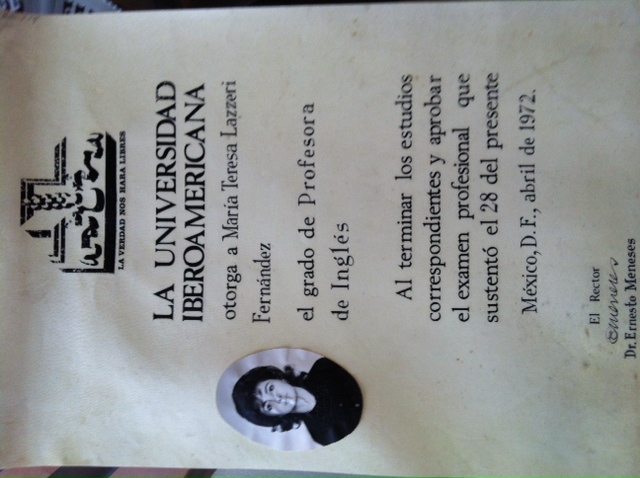 LA VERDAD NOS HARA LIBRES
LA UNIVERSIDAD
IBEROAMERICANA
otorga a María Teresa Lazzeri
Fernández
el grado de Profesora
de Inglés
Al terminar los estudios
correspondientes y aprobar
el examen profesional que
sustentó el 28 del presente
México, D. F., abril de 1972.
El Rector
EMeneses
Dr. Ernesto Meneses